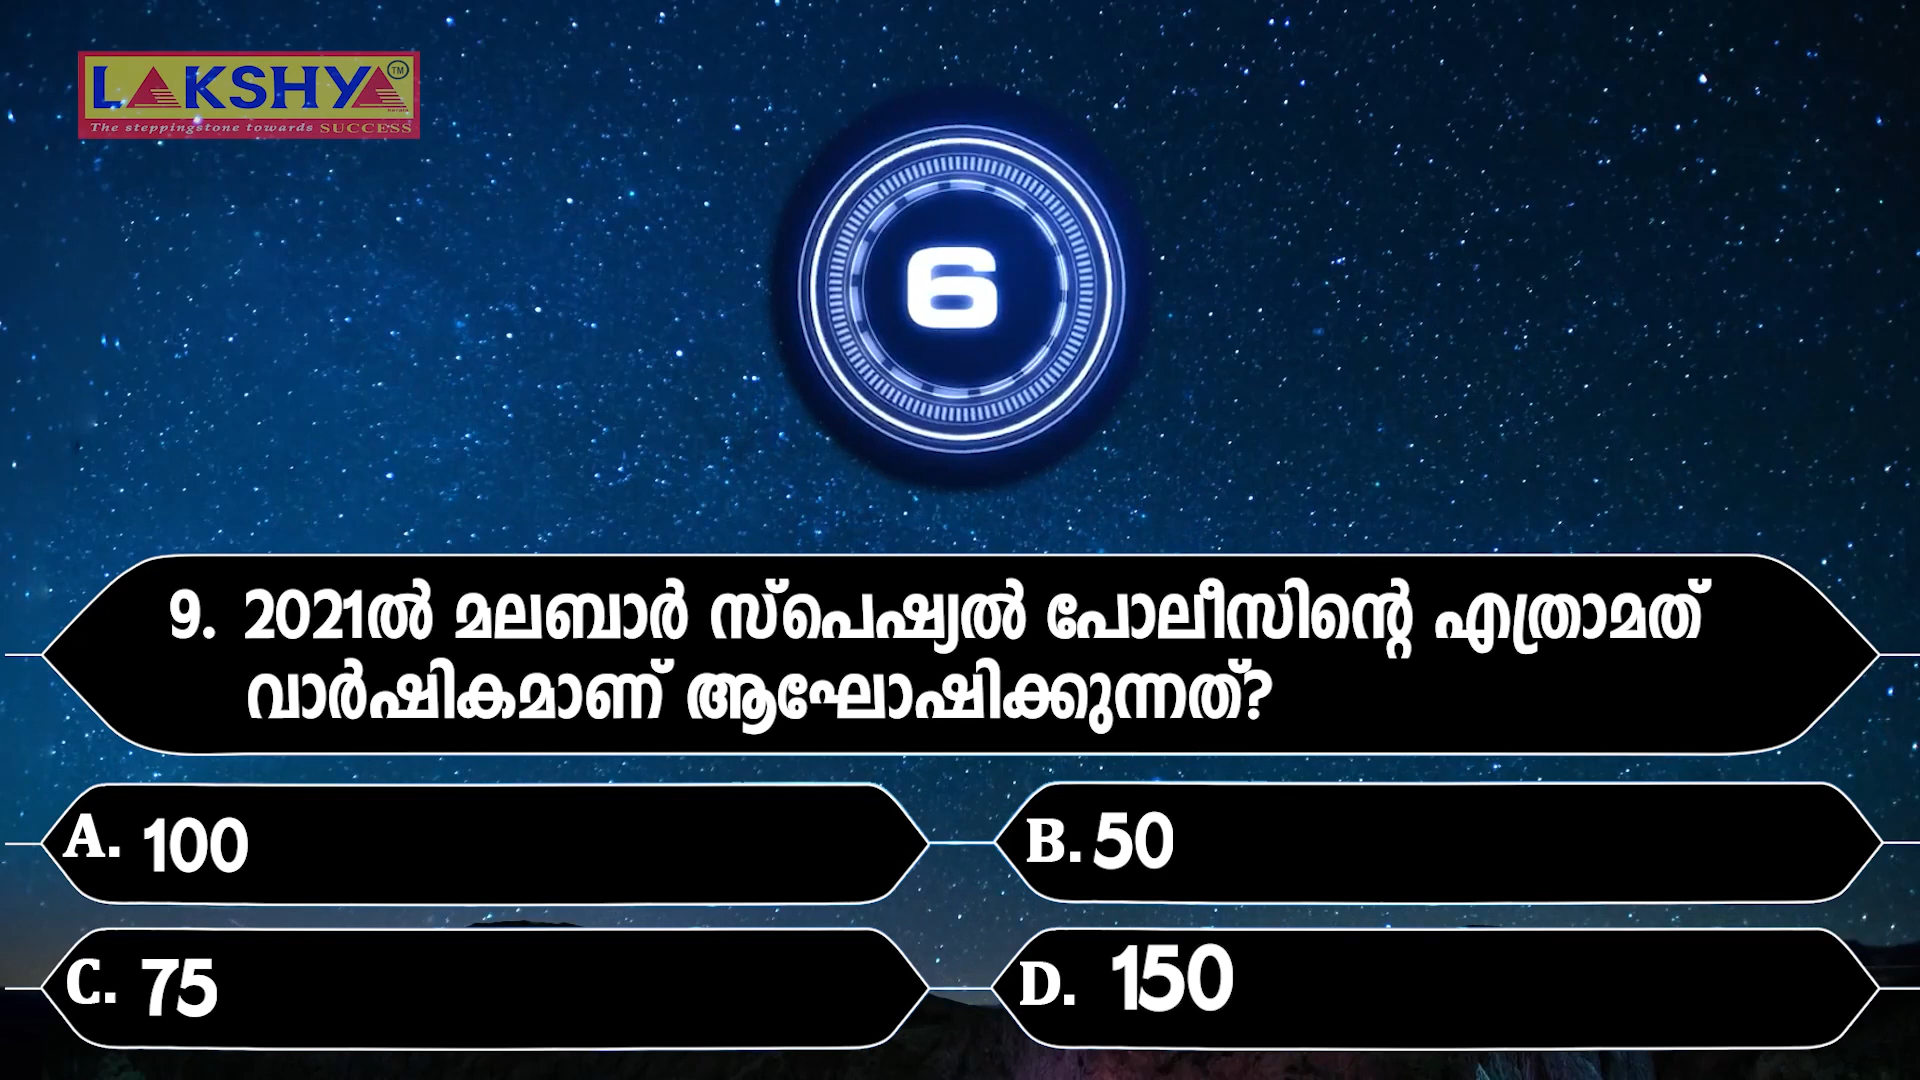 LAKSHYA TM
The steppingstone towards SUCCESS
6
9. 2021ൽ മലബാർ സ്പെഷ്യൽ പോലീസിന്റെ എത്രാമത്
വാർഷികമാണ് ആഘോഷിക്കുന്നത്?
A. 100
B. 50
C. 75
D. 150